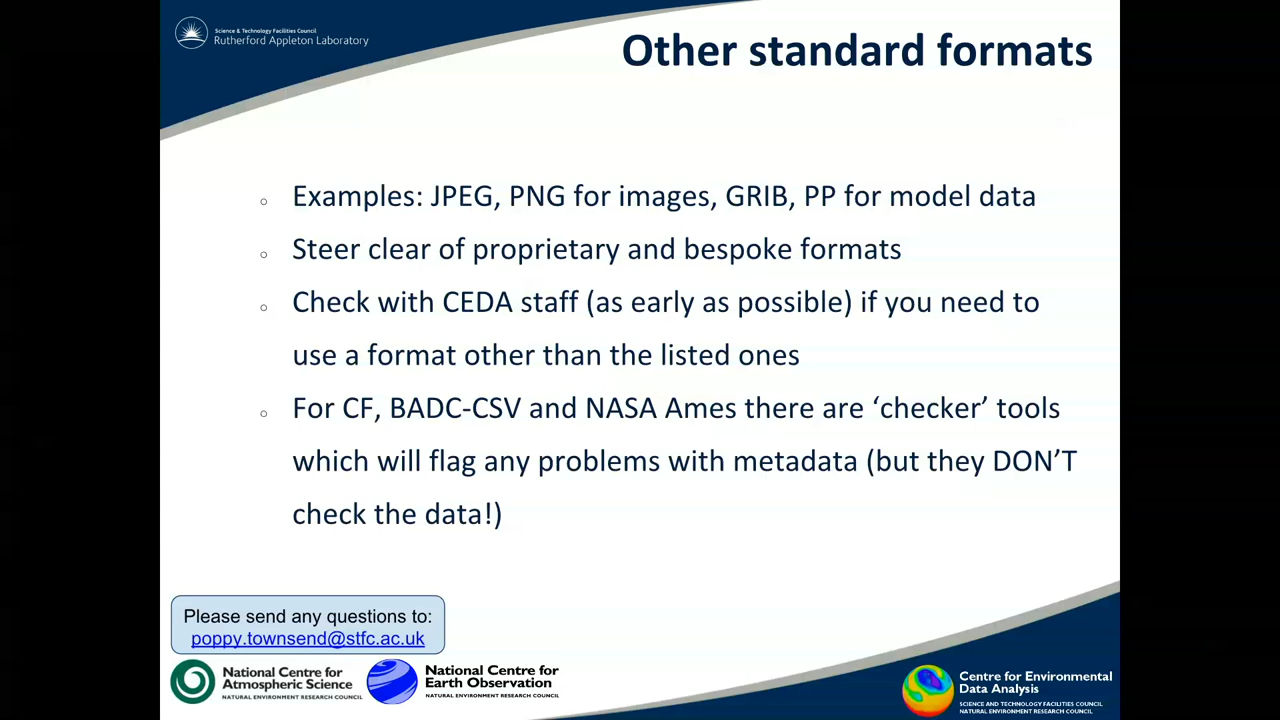 Science & Technology Facilities Council
Rutherford Appleton Laboratory
Other standard formats
Examples: JPEG, PNG for images, GRIB, PP for model data
Steer clear of proprietary and bespoke formats
Check with CEDA staff (as early as possible) if you need to
use a format other than the listed ones
For CF, BADC-CSV and NASA Ames there are ‘checker’ tools
which will flag any problems with metadata (but they DON’T
check the data!)
Please send any questions to:
poppy.townsend@stfc.ac.uk
National Centre for
Atmospheric Science
NATURAL ENVIRONMENT RESEARCH COUNCIL
National Centre for
Earth Observation
NATURAL ENVIRONMENT RESEARCH COUNCIL
Centre for Environmental
Data Analysis
SCIENCE AND TECHNOLOGY FACILITIES COUNCIL
NATURAL ENVIRONMENT RESEARCH COUNCIL